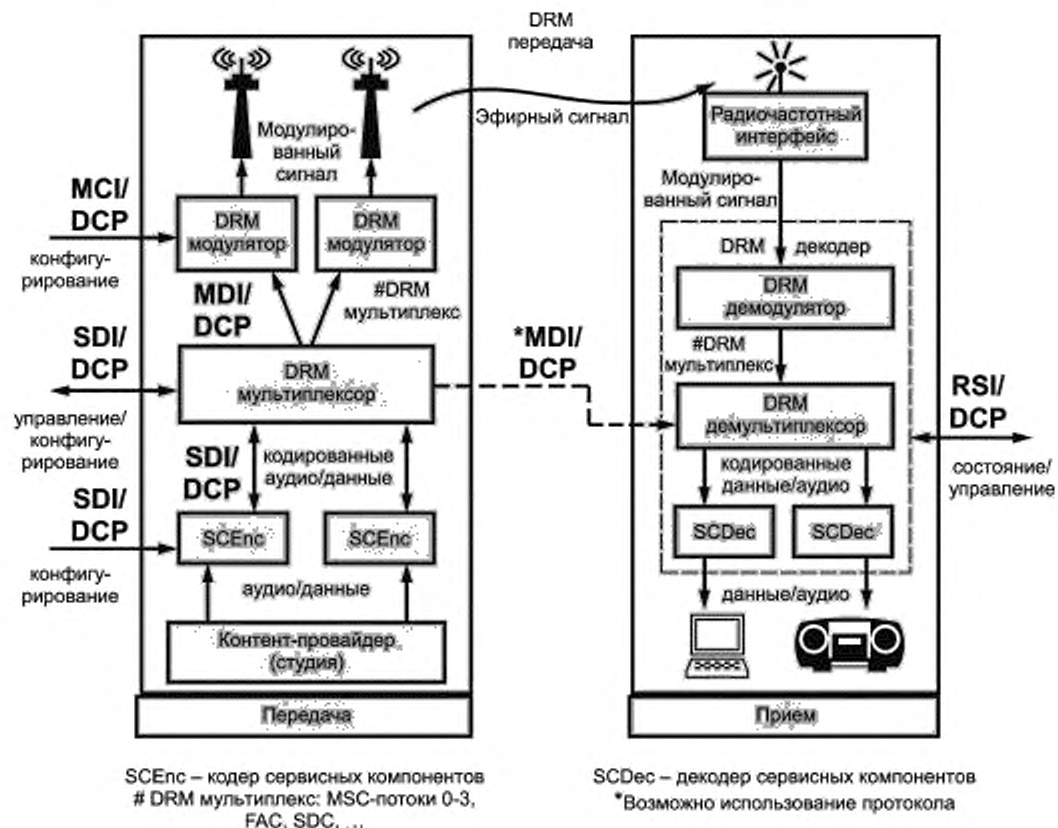 DRM
передача
Эфирный сигнал
Модулиро-
ванный
сигнал
MCI/
DCP
конфигу-
рирование
DRM
модулятор
DRM
модулятор
MDI/
DCP
#DRM
мультиплекс
SDI/
DCP
управление/
конфигу-
рирование
DRM
мультиплексор
SDI/
DCP
кодированные
аудио/данные
SDI/
DCP
конфигу-
рирование
SCEnc
SCEnc
аудио/данные
Контент-провайдер
(студия)
Передача
*MDI/
DCP
Радиочастотный
интерфейс
Модулиро-
ванный сигнал
DRM декодер
DRM
демодулятор
#DRM
мультиплекс
DRM
демультиплексор
RSI/
DCP
состояние/
управление
кодированные
данные/аудио
SCDec
SCDec
данные/аудио
Прием
SCEnc – кодер сервисных компонентов
# DRM мультиплекс: MSC-потоки 0-3,
FAC, SDC, ...
SCDec – декодер сервисных компонентов
*Возможно использование протокола